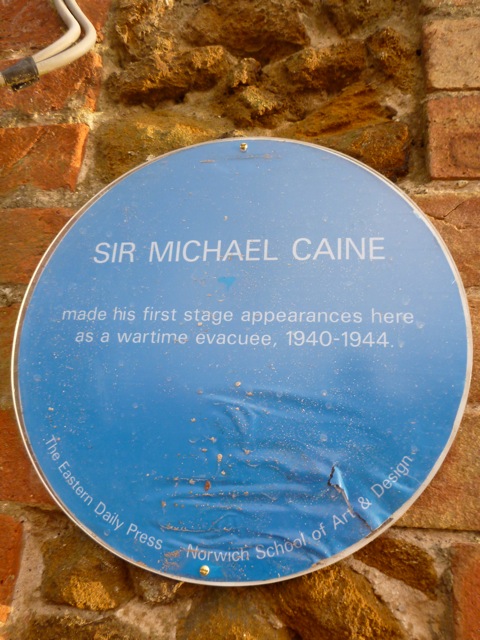 SIR MICHAEL CAINE
made his first stage appearances here
as a wartime evacuee, 1940-1944.
The Eastern Daily Press - Norwich School of Art & Design